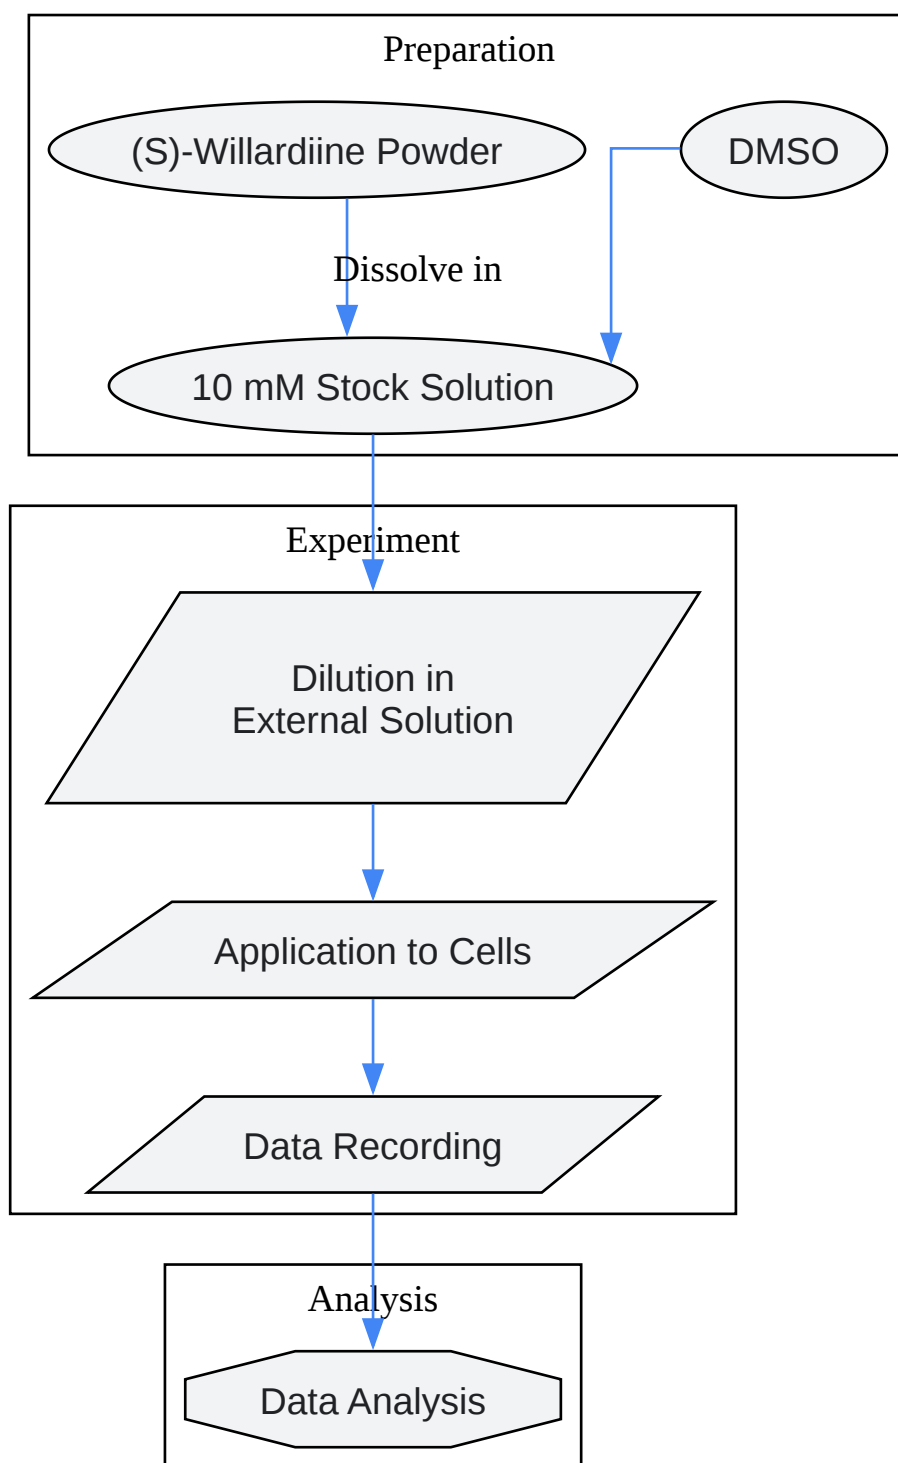 Preparation
(S)-Willardiine Powder
DMSO
Dissolve in
10 mM Stock Solution
Experiment
Dilution in
External Solution
Application to Cells
Data Recording
Analysis
Data Analysis